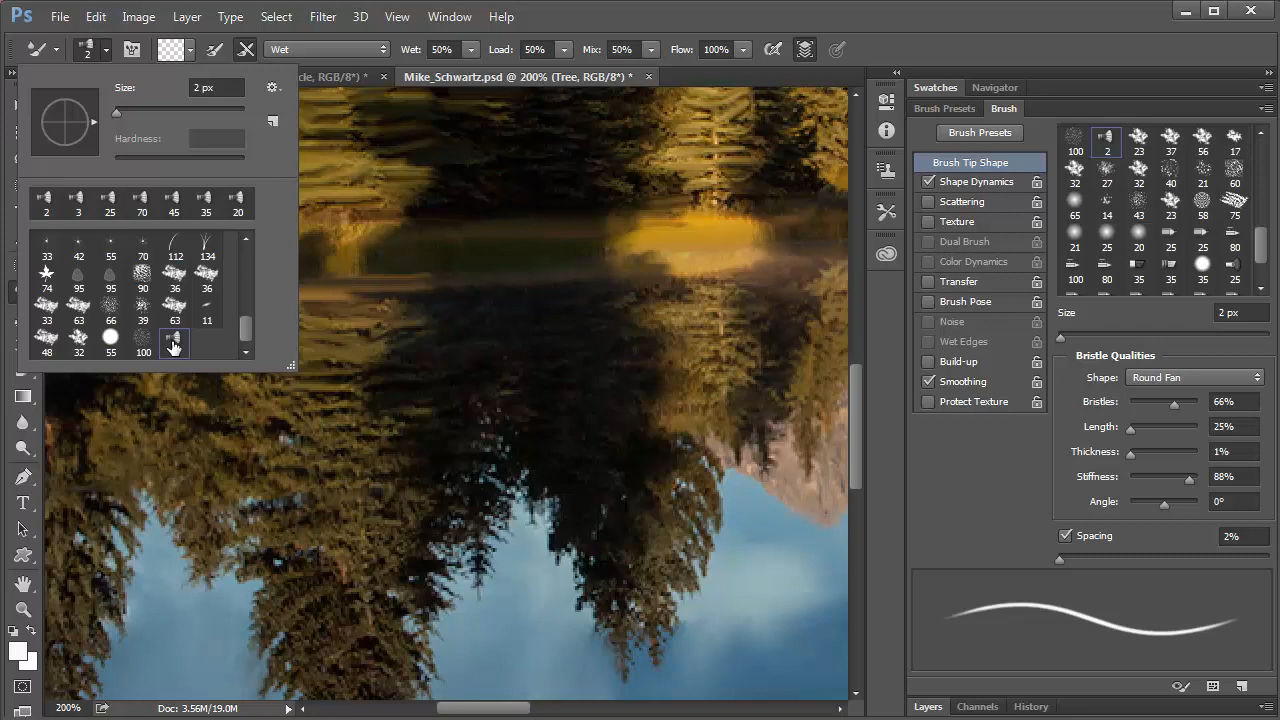 Ps File Edit Image Layer Type Select Filter 3D View Window Help
2 Wet Wet: 50% Load: 50% Mix: 50% Flow: 100%
cle, RGB/8*) * × Mike_Schwartz.psd @ 200% (Tree, RGB/8*) * ×
Size: 2 px
Hardness:
2 3 25 70 45 35 20
33 42 55 70 112 134
74 95 95 90 36 36
33 63 66 39 63 11
48 32 55 100
Swatches Navigator
Brush Presets Brush
Brush Presets
Brush Tip Shape
Shape Dynamics
Scattering
Texture
Dual Brush
Color Dynamics
Transfer
Brush Pose
Noise
Wet Edges
Build-up
Smoothing
Protect Texture
100 2 23 37 56 17
32 27 32 40 21 60
65 14 43 23 58 75
21 25 20 25 25 80
100 80 35 35 35 25
Size 2 px
Bristle Qualities
Shape: Round Fan
Bristles: 66%
Length: 25%
Thickness: 1%
Stiffness: 88%
Angle: 0°
Spacing 2%
T
200% Doc: 3.56M/19.0M
Layers Channels History